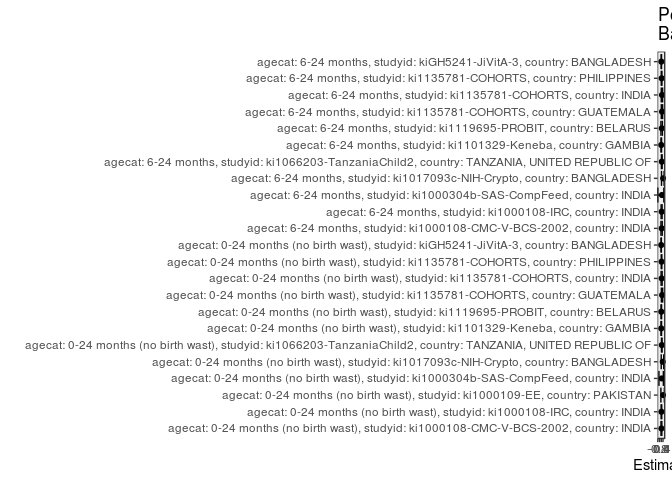 P
Ba
agecat: 6-24 months, studyid: kiGH5241-JiVitA-3, country: BANGLADESH
agecat: 6-24 months, studyid: ki1135781-COHORTS, country: PHILIPPINES
agecat: 6-24 months, studyid: ki1135781-COHORTS, country: INDIA
agecat: 6-24 months, studyid: ki1135781-COHORTS, country: GUATEMALA
agecat: 6-24 months, studyid: ki1119695-PROBIT, country: BELARUS
agecat: 6-24 months, studyid: ki1101329-Keneba, country: GAMBIA
agecat: 6-24 months, studyid: ki1066203-TanzaniaChild2, country: TANZANIA, UNITED REPUBLIC OF
agecat: 6-24 months, studyid: ki1017093c-NIH-Crypto, country: BANGLADESH
agecat: 6-24 months, studyid: ki1000304b-SAS-CompFeed, country: INDIA
agecat: 6-24 months, studyid: ki1000108-IRC, country: INDIA
agecat: 6-24 months, studyid: ki1000108-CMC-V-BCS-2002, country: INDIA
agecat: 0-24 months (no birth wast), studyid: kiGH5241-JiVitA-3, country: BANGLADESH
agecat: 0-24 months (no birth wast), studyid: ki1135781-COHORTS, country: PHILIPPINES
agecat: 0-24 months (no birth wast), studyid: ki1135781-COHORTS, country: INDIA
agecat: 0-24 months (no birth wast), studyid: ki1135781-COHORTS, country: GUATEMALA
agecat: 0-24 months (no birth wast), studyid: ki1119695-PROBIT, country: BELARUS
agecat: 0-24 months (no birth wast), studyid: ki1101329-Keneba, country: GAMBIA
agecat: 0-24 months (no birth wast), studyid: ki1066203-TanzaniaChild2, country: TANZANIA, UNITED REPUBLIC OF
agecat: 0-24 months (no birth wast), studyid: ki1017093c-NIH-Crypto, country: BANGLADESH
agecat: 0-24 months (no birth wast), studyid: ki1000304b-SAS-CompFeed, country: INDIA
agecat: 0-24 months (no birth wast), studyid: ki1000109-EE, country: PAKISTAN
agecat: 0-24 months (no birth wast), studyid: ki1000108-IRC, country: INDIA
agecat: 0-24 months (no birth wast), studyid: ki1000108-CMC-V-BCS-2002, country: INDIA
Estima